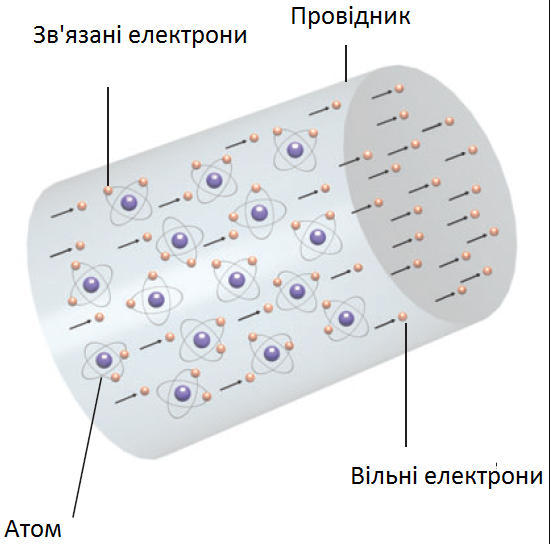 Провідник
Зв'язані електрони
Вільні електрони
Атом